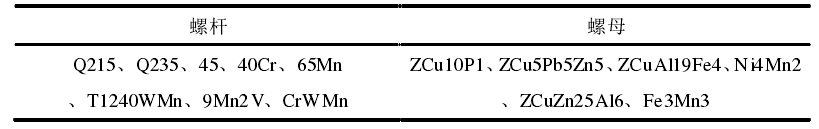 螺杆 螺母
Q215、Q235、45、40Cr、65Mn ZCu10P1、ZCu5Pb5Zn5、ZCuAl19Fe4、Ni4Mn2
、T1240WMn、9Mn2V、CrWMn 、ZCuZn25Al6、Fe3Mn3